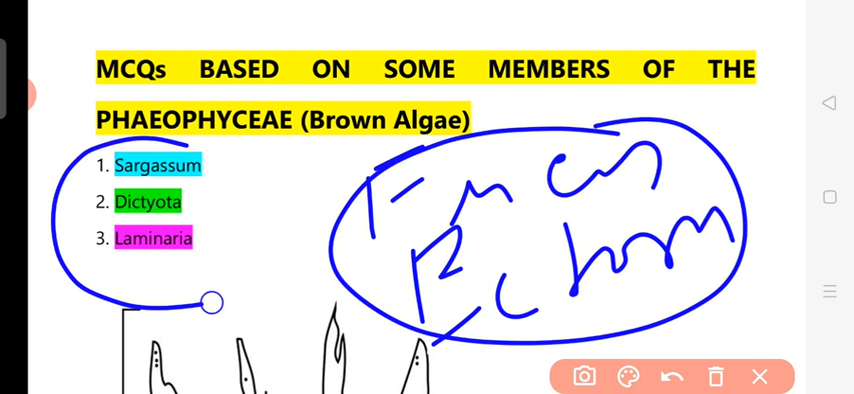 MCQs BASED ON SOME MEMBERS OF THE
PHAEOPHYCEAE (Brown Algae)
1. Sargassum
2. Dictyota
3. Laminaria